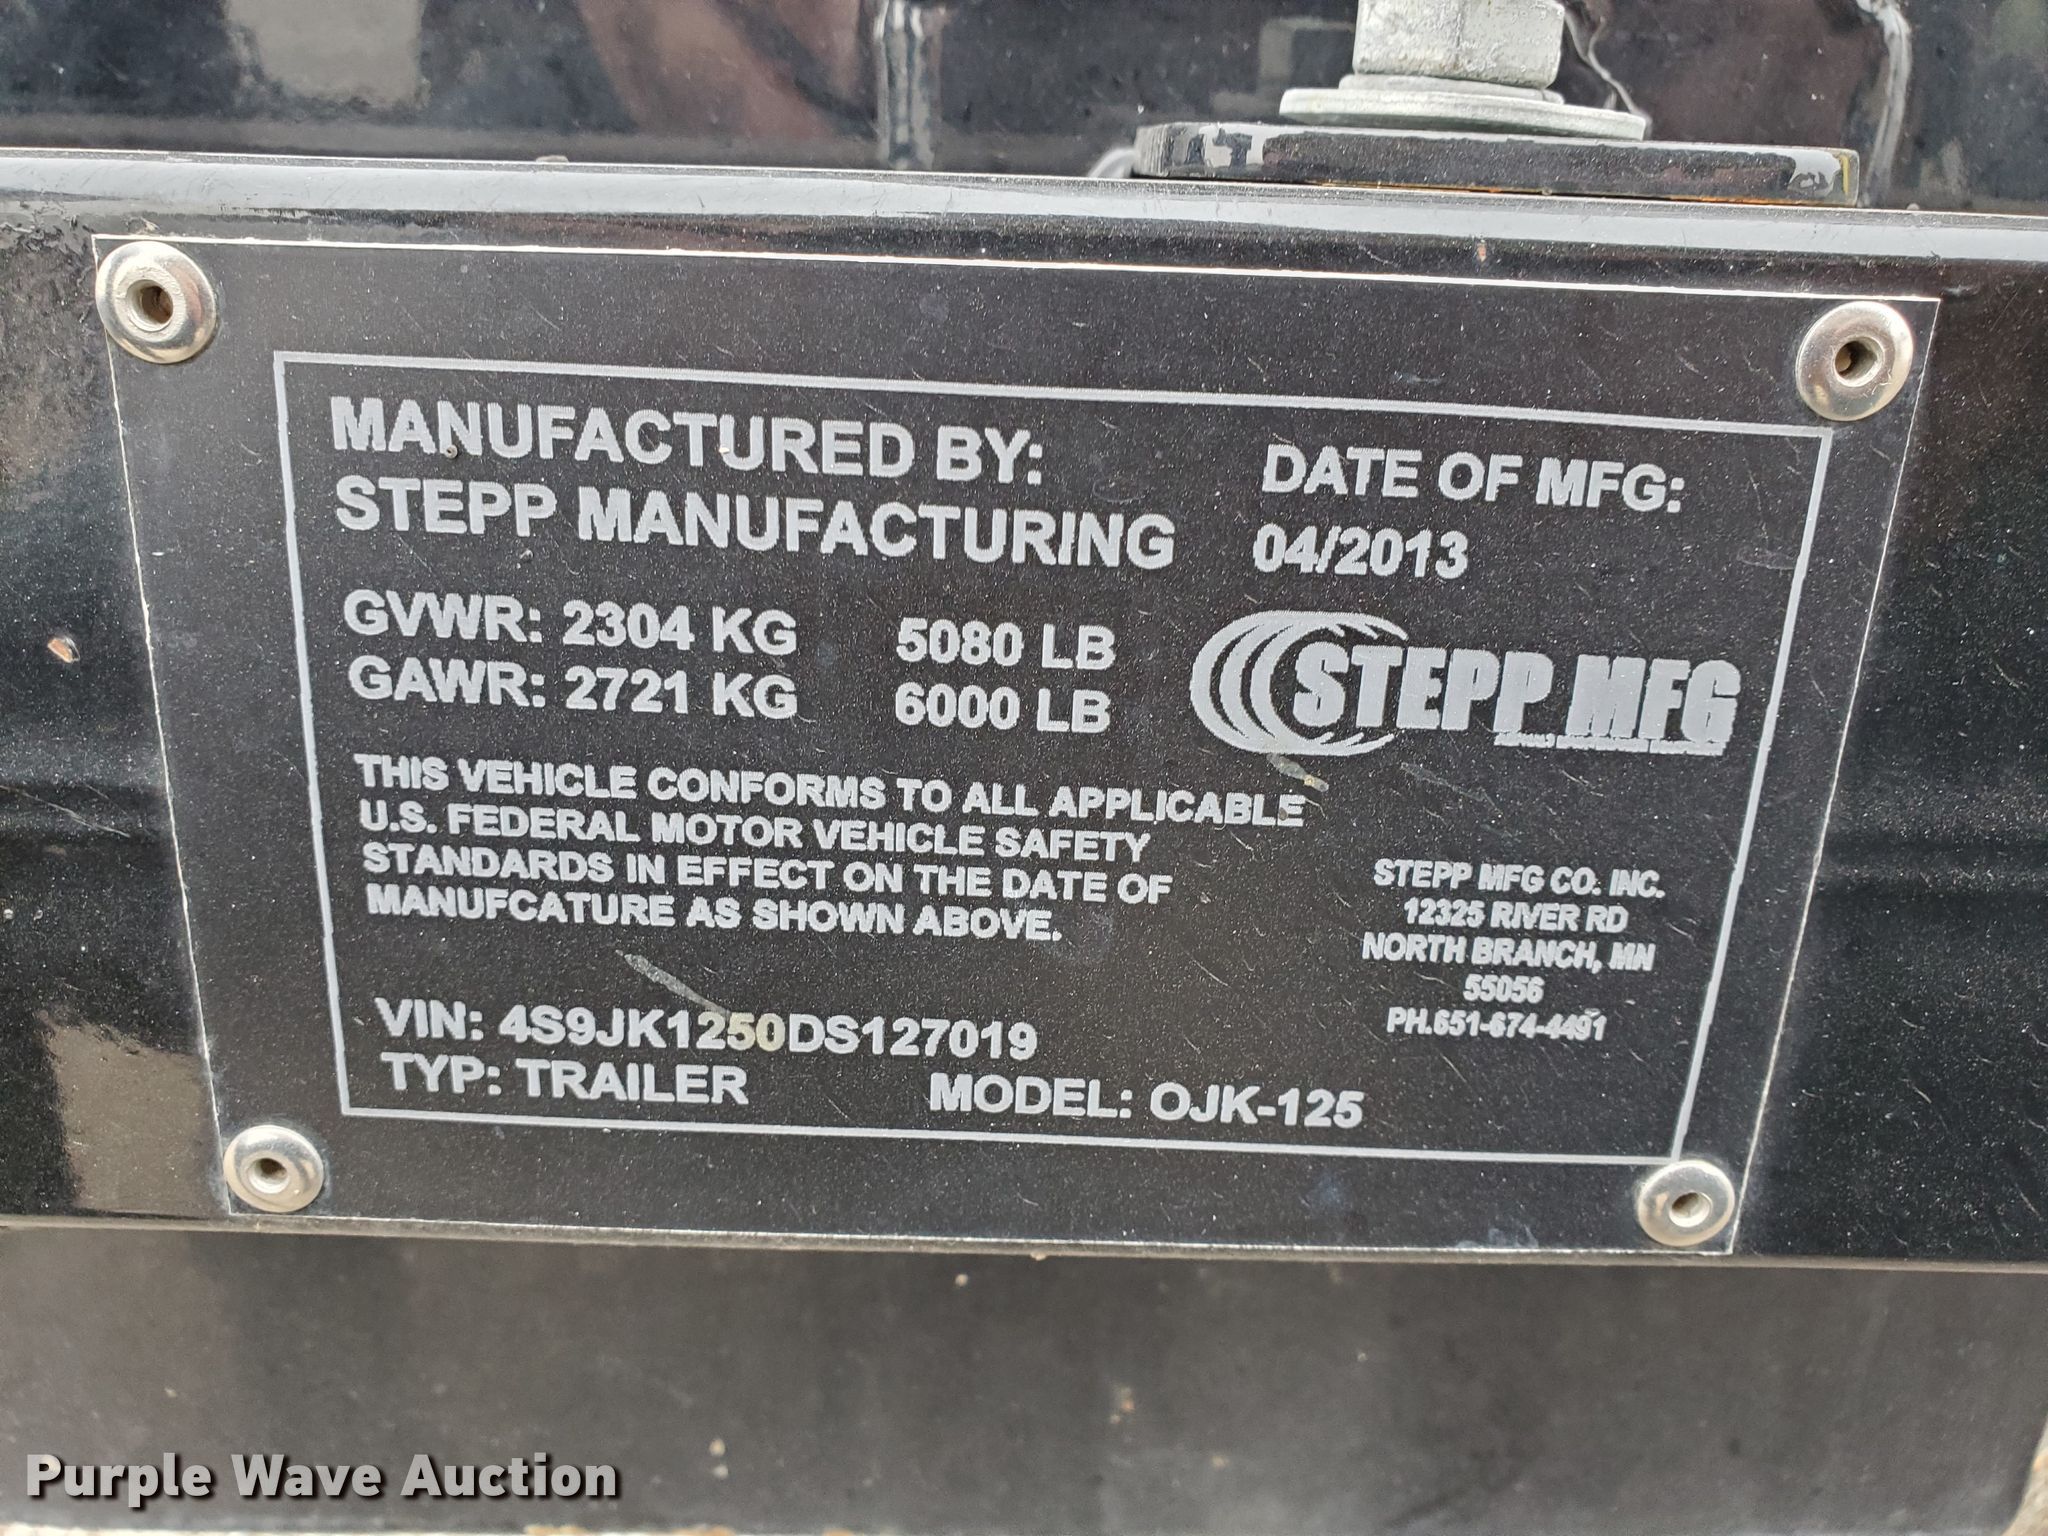 MANUFACTURED BY:
STEPP MANUFACTURING
DATE OF MFG:
04/2013
GVWR: 2304 KG 5080 LB
GAWR: 2721 KG 6000 LB
STEPP MFG
THIS VEHICLE CONFORMS TO ALL APPLICABLE
U.S. FEDERAL MOTOR VEHICLE SAFETY
STANDARDS IN EFFECT ON THE DATE OF
MANUFCATURE AS SHOWN ABOVE.
STEPP MFG CO. INC.
12325 RIVER RD
NORTH BRANCH, MN
55056
PH.651-674-4491
VIN: 4S9JK1250DS127019
TYP: TRAILER MODEL: OJK-125
Purple Wave Auction